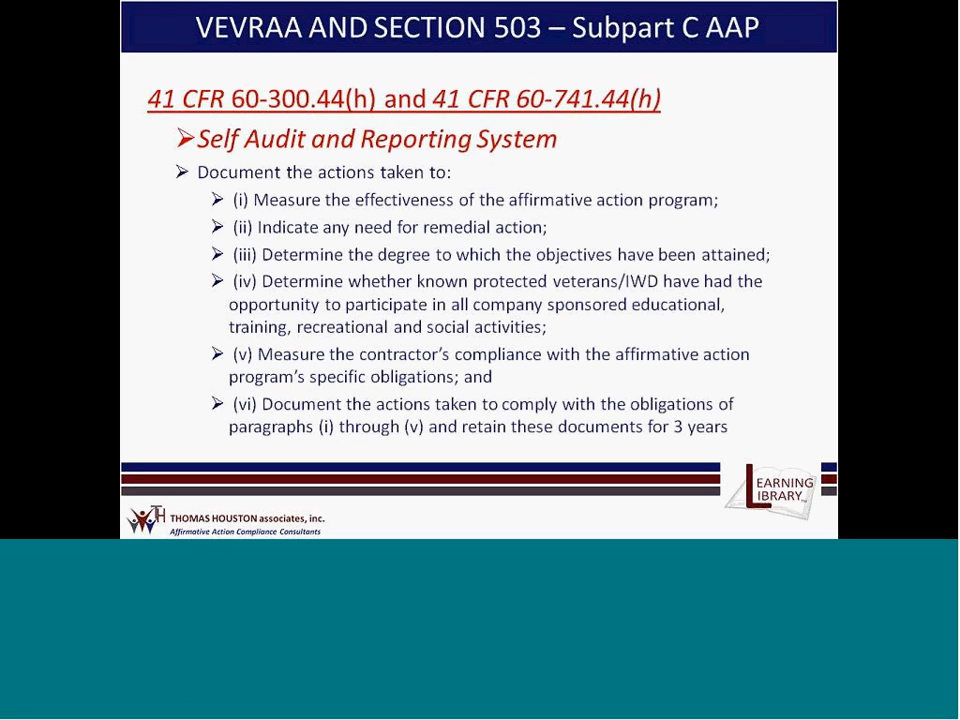 VEVRAA AND SECTION 503 – Subpart C AAP
41 CFR 60-300.44(h) and 41 CFR 60-741.44(h)
➢Self Audit and Reporting System
➢ Document the actions taken to:
➢ (i) Measure the effectiveness of the affirmative action program;
➢ (ii) Indicate any need for remedial action;
➢ (iii) Determine the degree to which the objectives have been attained;
➢ (iv) Determine whether known protected veterans/IWD have had the
opportunity to participate in all company sponsored educational,
training, recreational and social activities;
➢ (v) Measure the contractor's compliance with the affirmative action
program's specific obligations; and
➢ (vi) Document the actions taken to comply with the obligations of
paragraphs (i) through (v) and retain these documents for 3 years
LEARNING
LIBRARY
TH THOMAS HOUSTON associates, inc.
Affirmative Action Compliance Consultants